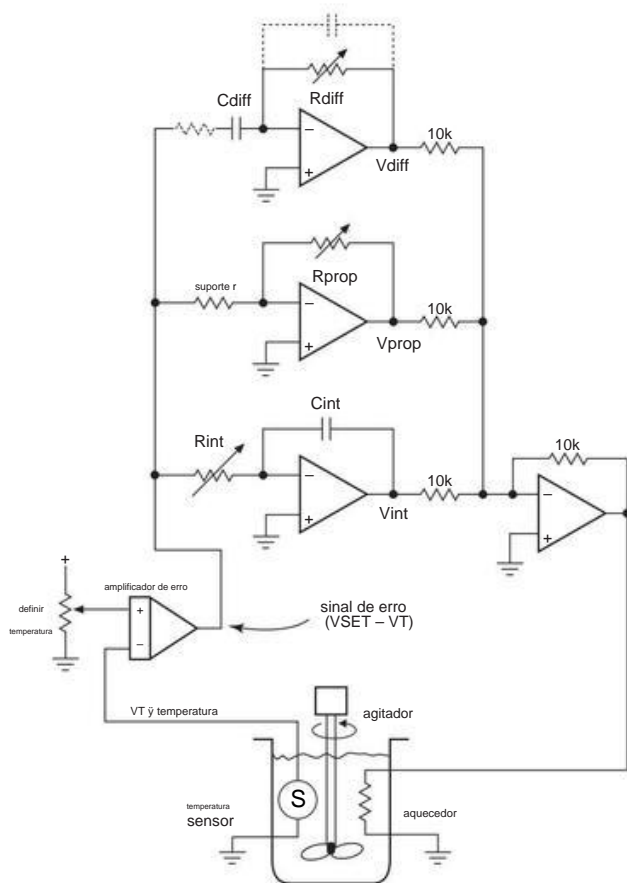 Cdiff
Rdiff
10k
Vdiff
suporte r
Rprop
10k
Vprop
Cint
Rint
10k
10k
Vint
+
amplificador de erro
definir
temperatura
sinal de erro
(VSET – VT)
VT ÿ temperatura
agitador
temperatura
sensor
S
aquecedor
–
+
–
+
–
+
–
+
+
–